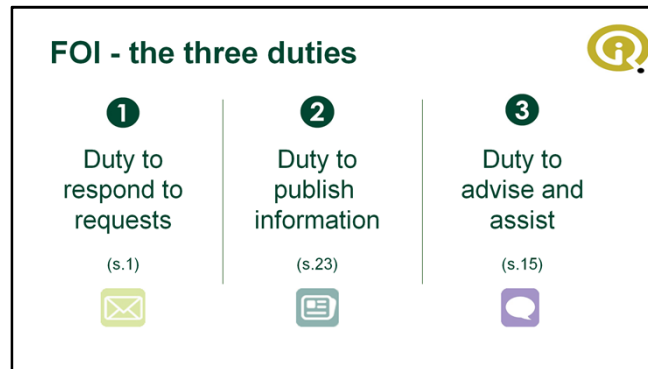 FOI - the three duties
1
Duty to
respond to
requests
(s.1)
2
Duty to
publish
information
(s.23)
3
Duty to
advise and
assist
(s.15)